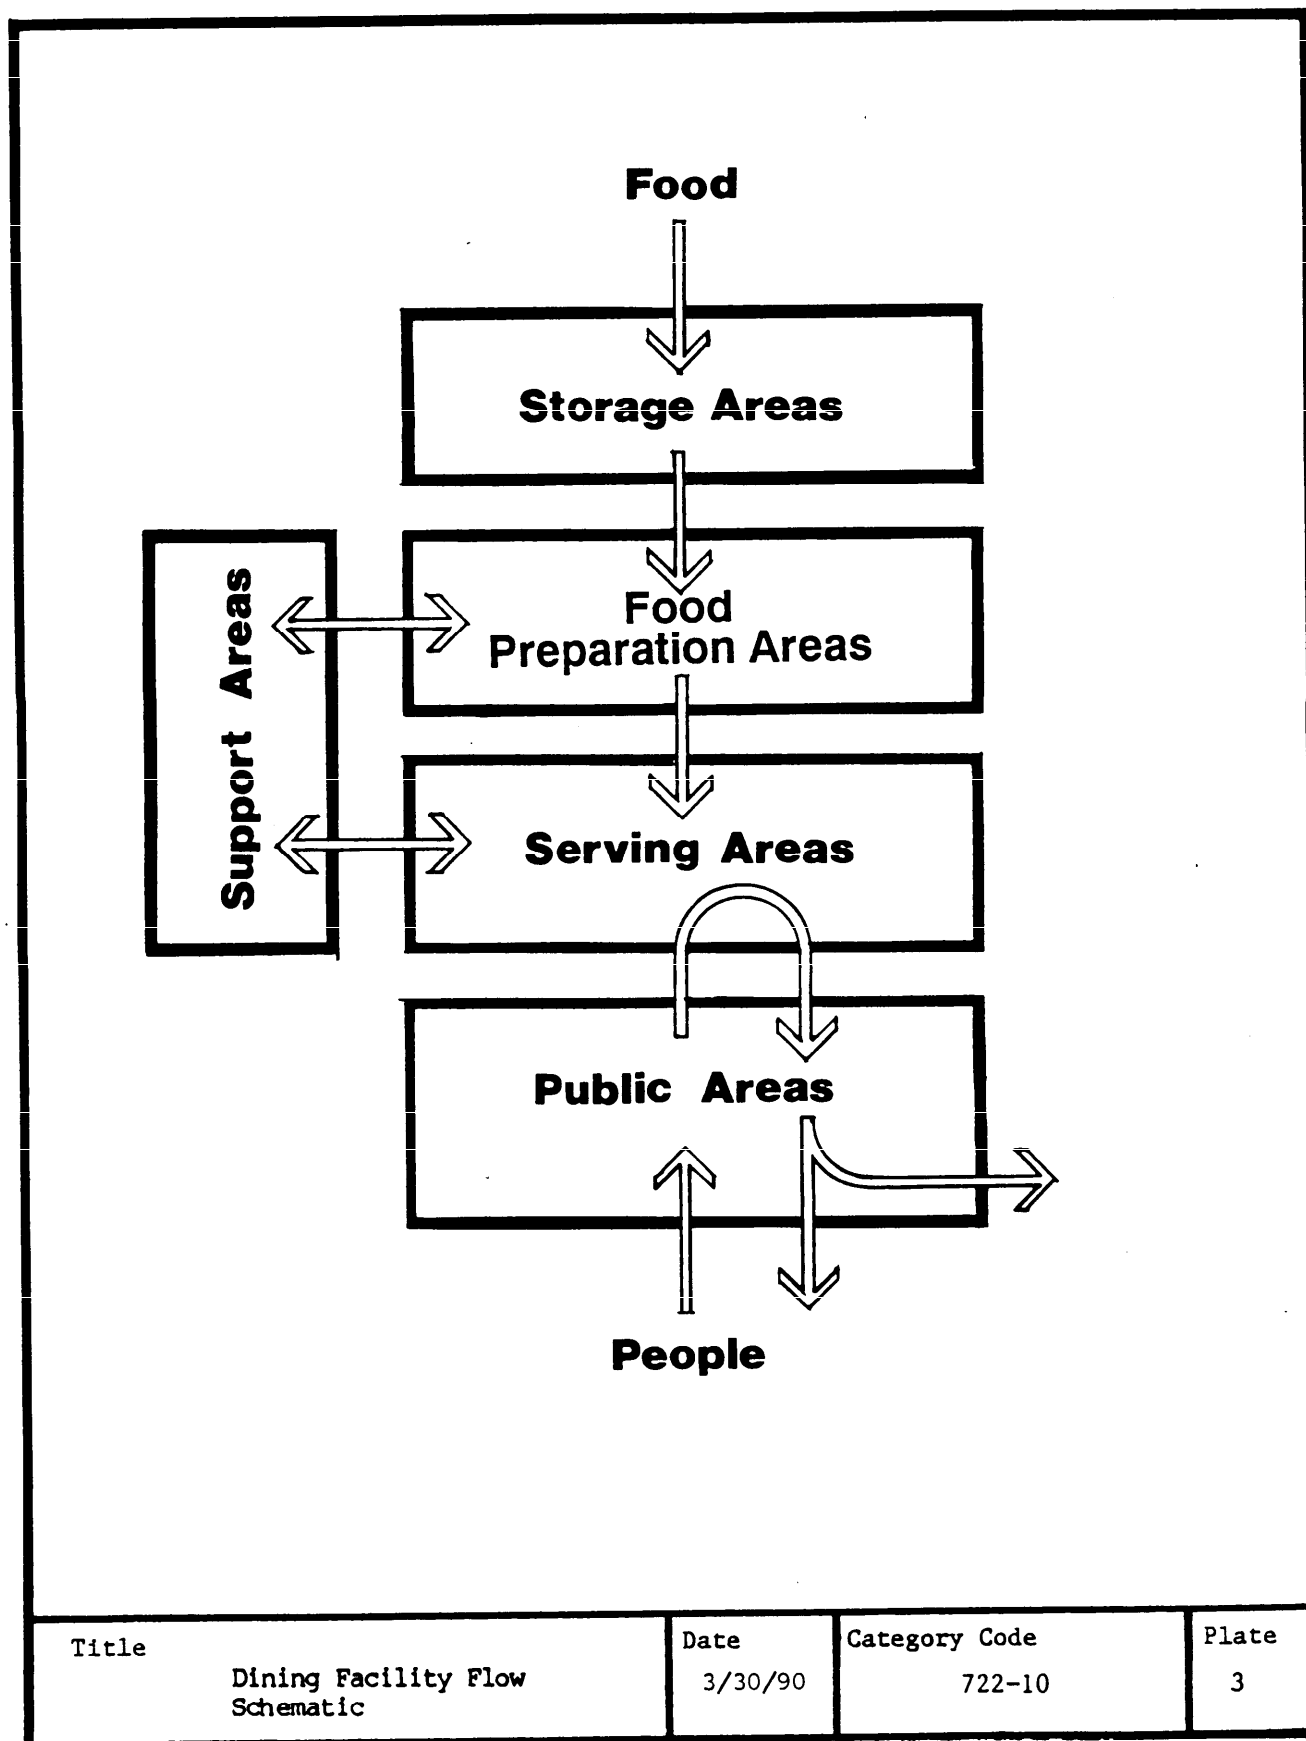 Food
Storage Areas
Food
Preparation Areas
Support Areas
Serving Areas
Public Areas
People
Title
Dining Facility Flow
Schematic
Date
3/30/90
Category Code
722-10
Plate
3